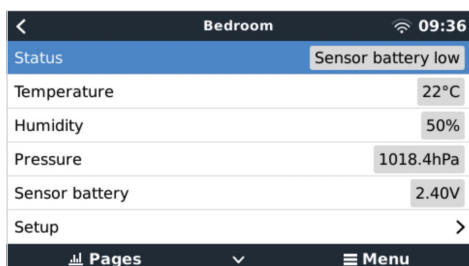 Bedroom 09:36
Status Sensor battery low
Temperature 22°C
Humidity 50%
Pressure 1018.4hPa
Sensor battery 2.40V
Setup
Pages Menu